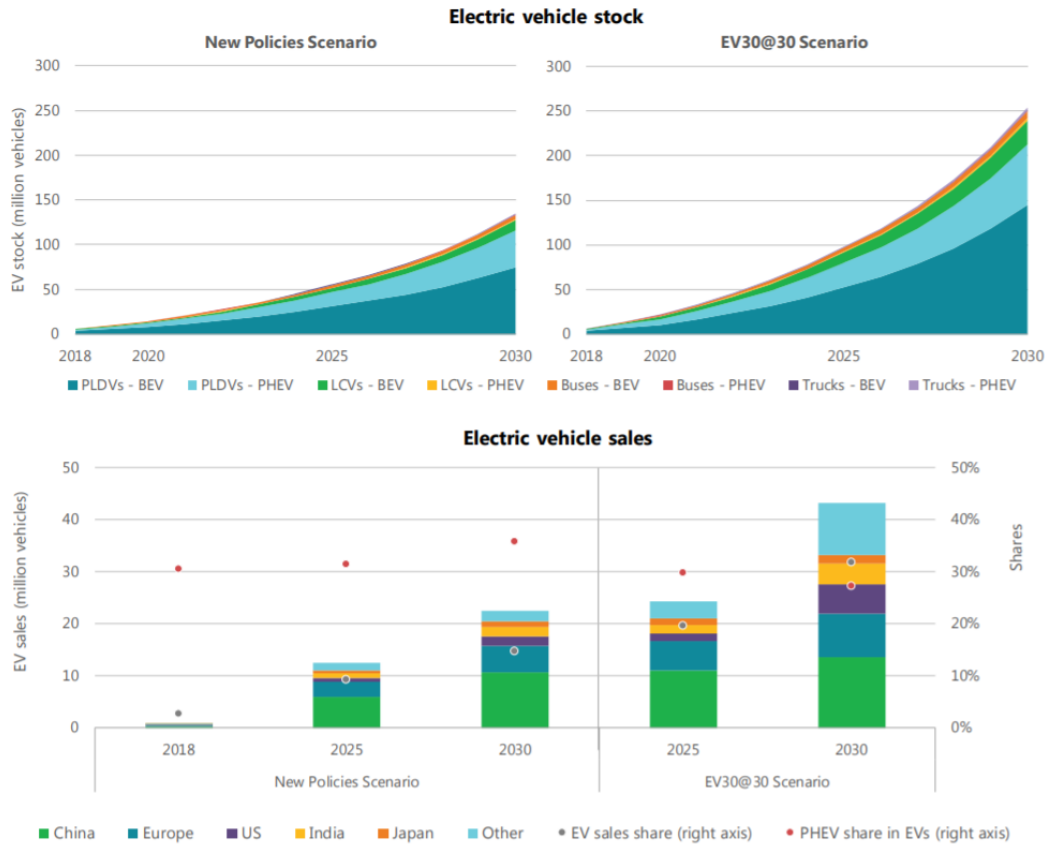 Electric vehicle stock
New Policies Scenario
EV30@30 Scenario
EV stock (million vehicles)
300
250
200
150
100
50
0
2018 2020 2025 2030
300
250
200
150
100
50
0
2018 2020 2025 2030
PLDVs - BEV PLDVs - PHEV LCVs - BEV LCVs - PHEV Buses - BEV Buses - PHEV Trucks - BEV Trucks - PHEV
Electric vehicle sales
EV sales (million vehicles)
50
40
30
20
10
0
50%
40%
30%
20%
10%
0%
Shares
2018 2025 2030 2025 2030
New Policies Scenario EV30@30 Scenario
China Europe US India Japan Other EV sales share (right axis) PHEV share in EVs (right axis)